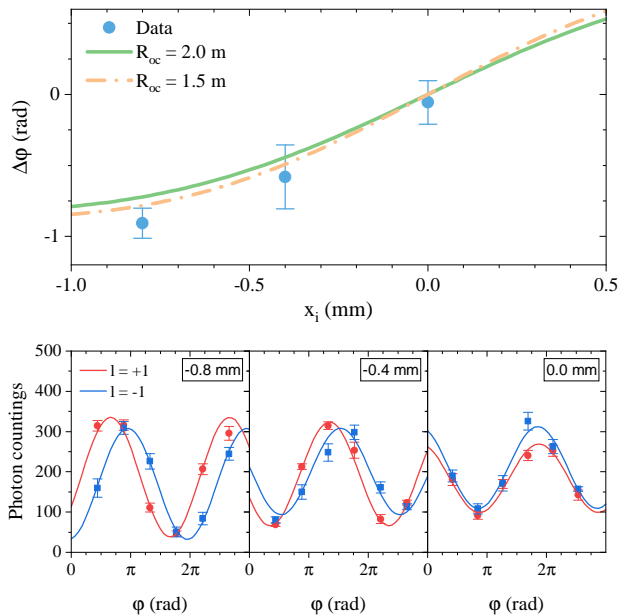 Data
R_oc = 2.0 m
R_oc = 1.5 m
0
-1
Δφ (rad)
-1.0 -0.5 0.0 0.5
x_i (mm)
500
400
300
200
100
0
Photon countings
l = +1
l = -1
-0.8 mm
-0.4 mm
0.0 mm
0 π 2π
0 π 2π
0 π 2π
φ (rad)
φ (rad)
φ (rad)